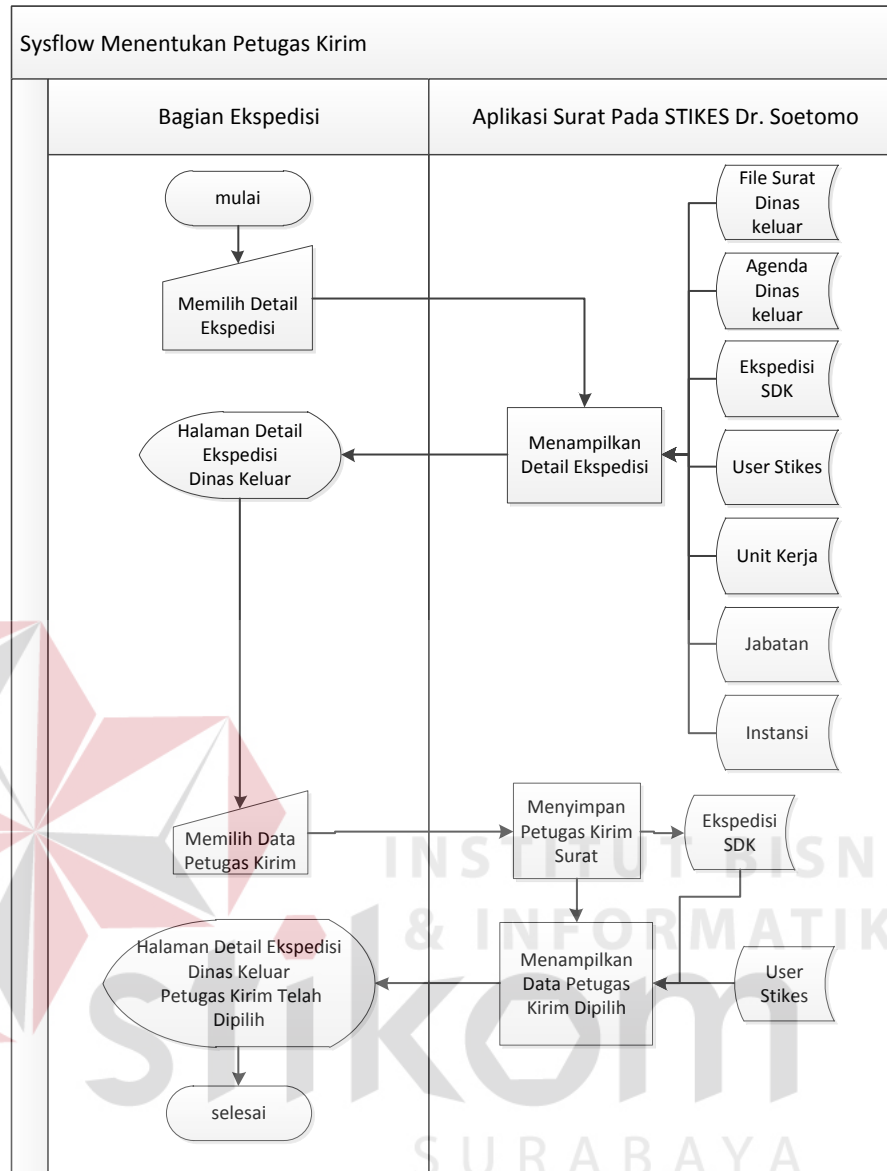 Sysflow Menentukan Petugas Kirim
Bagian Ekspedisi
Aplikasi Surat Pada STIKES Dr. Soetomo
mulai
File Surat
Dinas
keluar
Memilih Detail
Ekspedisi
Agenda
Dinas
keluar
Ekspedisi
SDK
Halaman Detail
Ekspedisi
Dinas Keluar
Menampilkan
Detail Ekspedisi
User Stikes
Unit Kerja
Jabatan
Instansi
Memilih Data
Petugas Kirim
Menyimpan
Petugas Kirim
Surat
Ekspedisi
SDK
INSTITUT BISN
& INFORMATIK
Halaman Detail Ekspedisi
Dinas Keluar
Petugas Kirim Telah
Dipilih
Menampilkan
Data Petugas
Kirim Dipilih
User
Stikes
stikom
selesai
SURABAYA